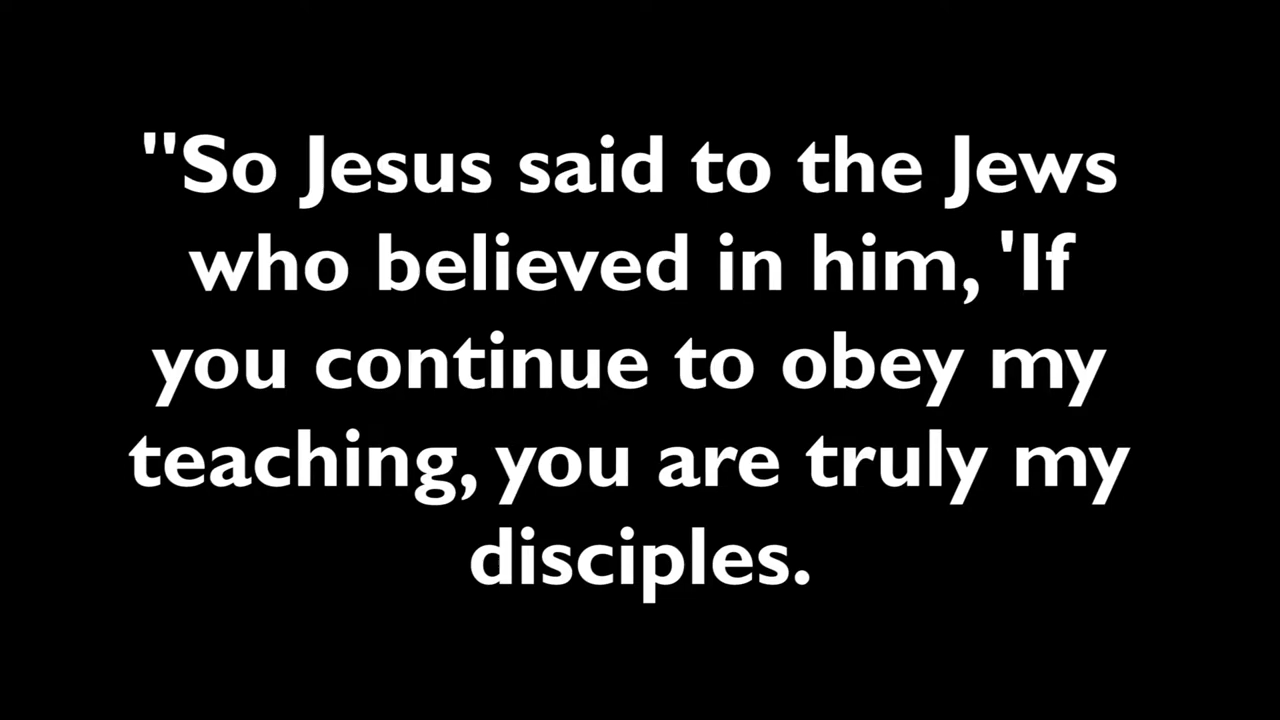 "So Jesus said to the Jews
who believed in him, 'If
you continue to obey my
teaching, you are truly my
disciples.